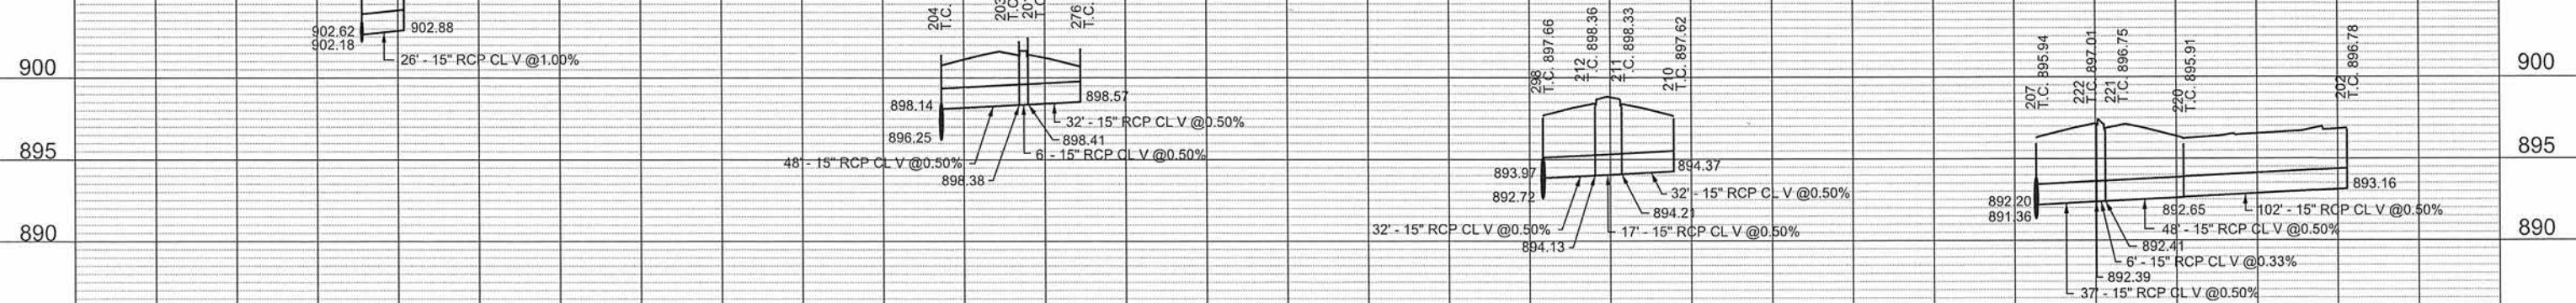 902.62
902.18
902.88
26' - 15" RCP CL V @1.00%
900
895
890
204
T.C.
203
T.C.
201
T.C.
276
T.C.
898.14
896.25
898.57
32' - 15" RCP CL V @0.50%
898.41
6' - 15" RCP CL V @0.50%
48' - 15" RCP CL V @0.50%
898.38
T.C. 897.66
212
T.C. 898.36
211
T.C. 898.33
210
T.C. 897.62
893.97
892.72
894.37
32' - 15" RCP CL V @0.50%
894.21
32' - 15" RCP CL V @0.50%
17' - 15" RCP CL V @0.50%
894.13
207
T.C. 895.94
222
T.C. 897.01
221
T.C. 896.75
220
T.C. 895.91
202
T.C. 896.78
892.20
891.36
893.16
892.65
102' - 15" RCP CL V @0.50%
48' - 15" RCP CL V @0.50%
892.41
6' - 15" RCP CL V @0.33%
892.39
37' - 15" RCP CL V @0.50%
900
895
890